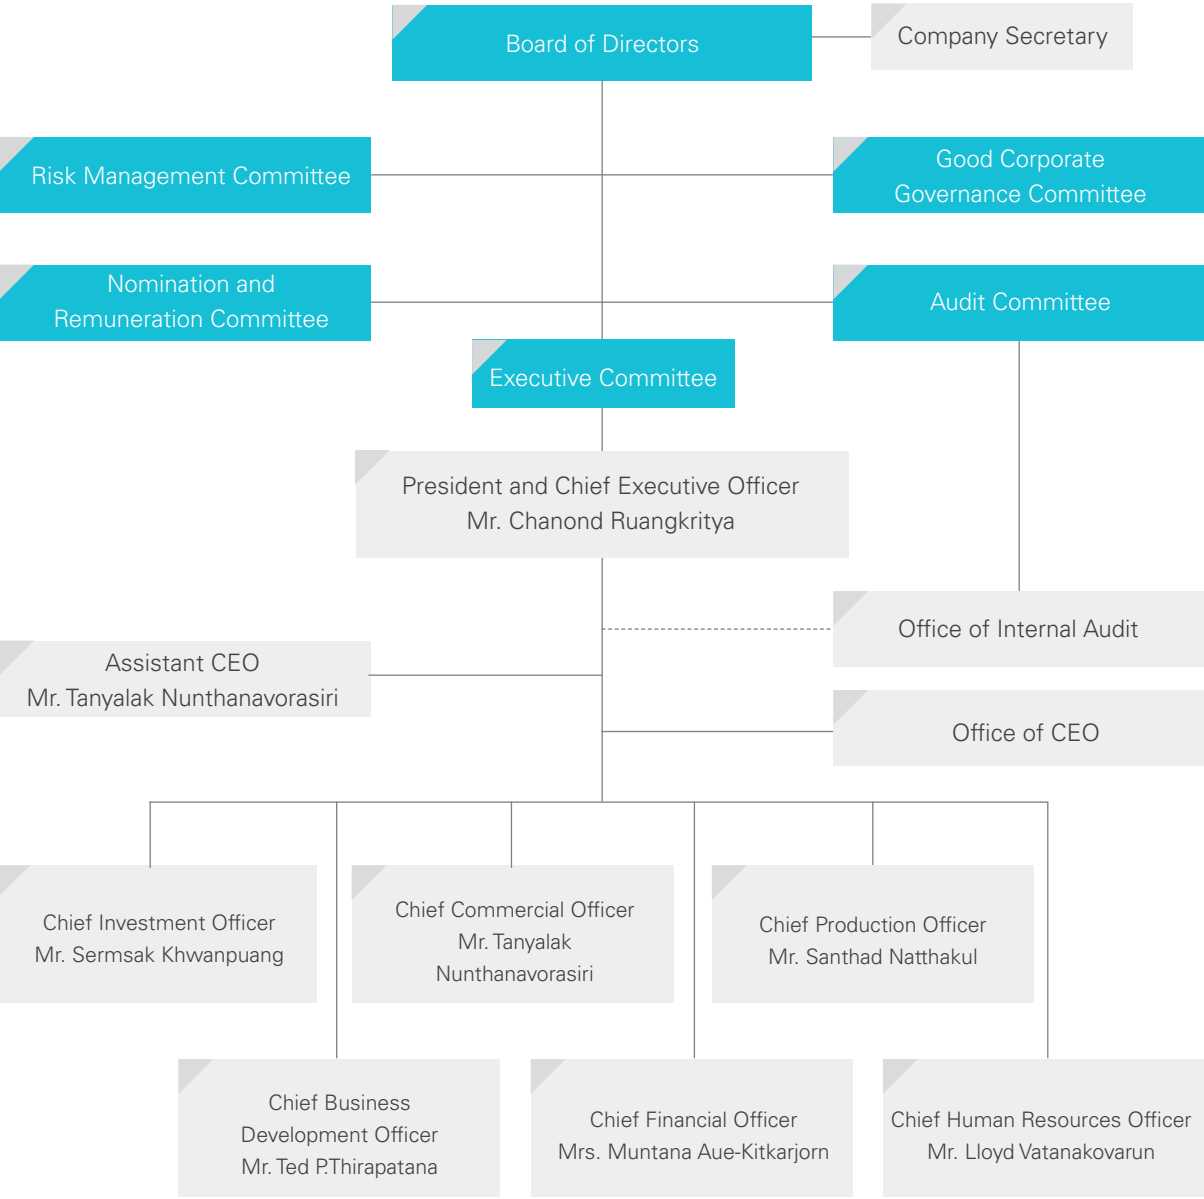 Board of Directors
Company Secretary
Risk Management Committee
Good Corporate
Governance Committee
Nomination and
Remuneration Committee
Audit Committee
Executive Committee
President and Chief Executive Officer
Mr. Chanond Ruangkritya
Office of Internal Audit
Assistant CEO
Mr. Tanyalak Nunthanavorasiri
Office of CEO
Chief Investment Officer
Mr. Sermsak Khwanpuang
Chief Commercial Officer
Mr. Tanyalak
Nunthanavorasiri
Chief Production Officer
Mr. Santhad Natthakul
Chief Business
Development Officer
Mr. Ted P.Thirapatana
Chief Financial Officer
Mrs. Muntana Aue-Kitkarjorn
Chief Human Resources Officer
Mr. Lloyd Vatanakovarun